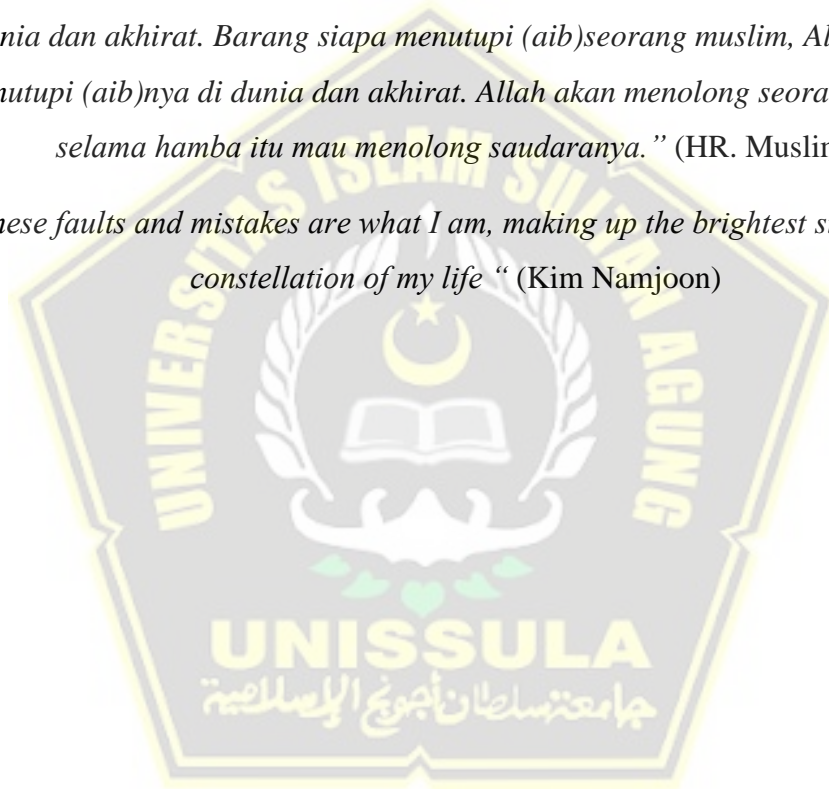 nia dan akhirat. Barang siapa menutupi (aib)seorang muslim, Al
nutupi (aib)nya di dunia dan akhirat. Allah akan menolong seora
selama hamba itu mau menolong saudaranya.” (HR. Muslim
hese faults and mistakes are what I am, making up the brightest s
constellation of my life “ (Kim Namjoon)
UNIVERSITAS ISLAM SULTAN AGUNG
UNISSULA
جامعة سلطان أجونج الإسلامية